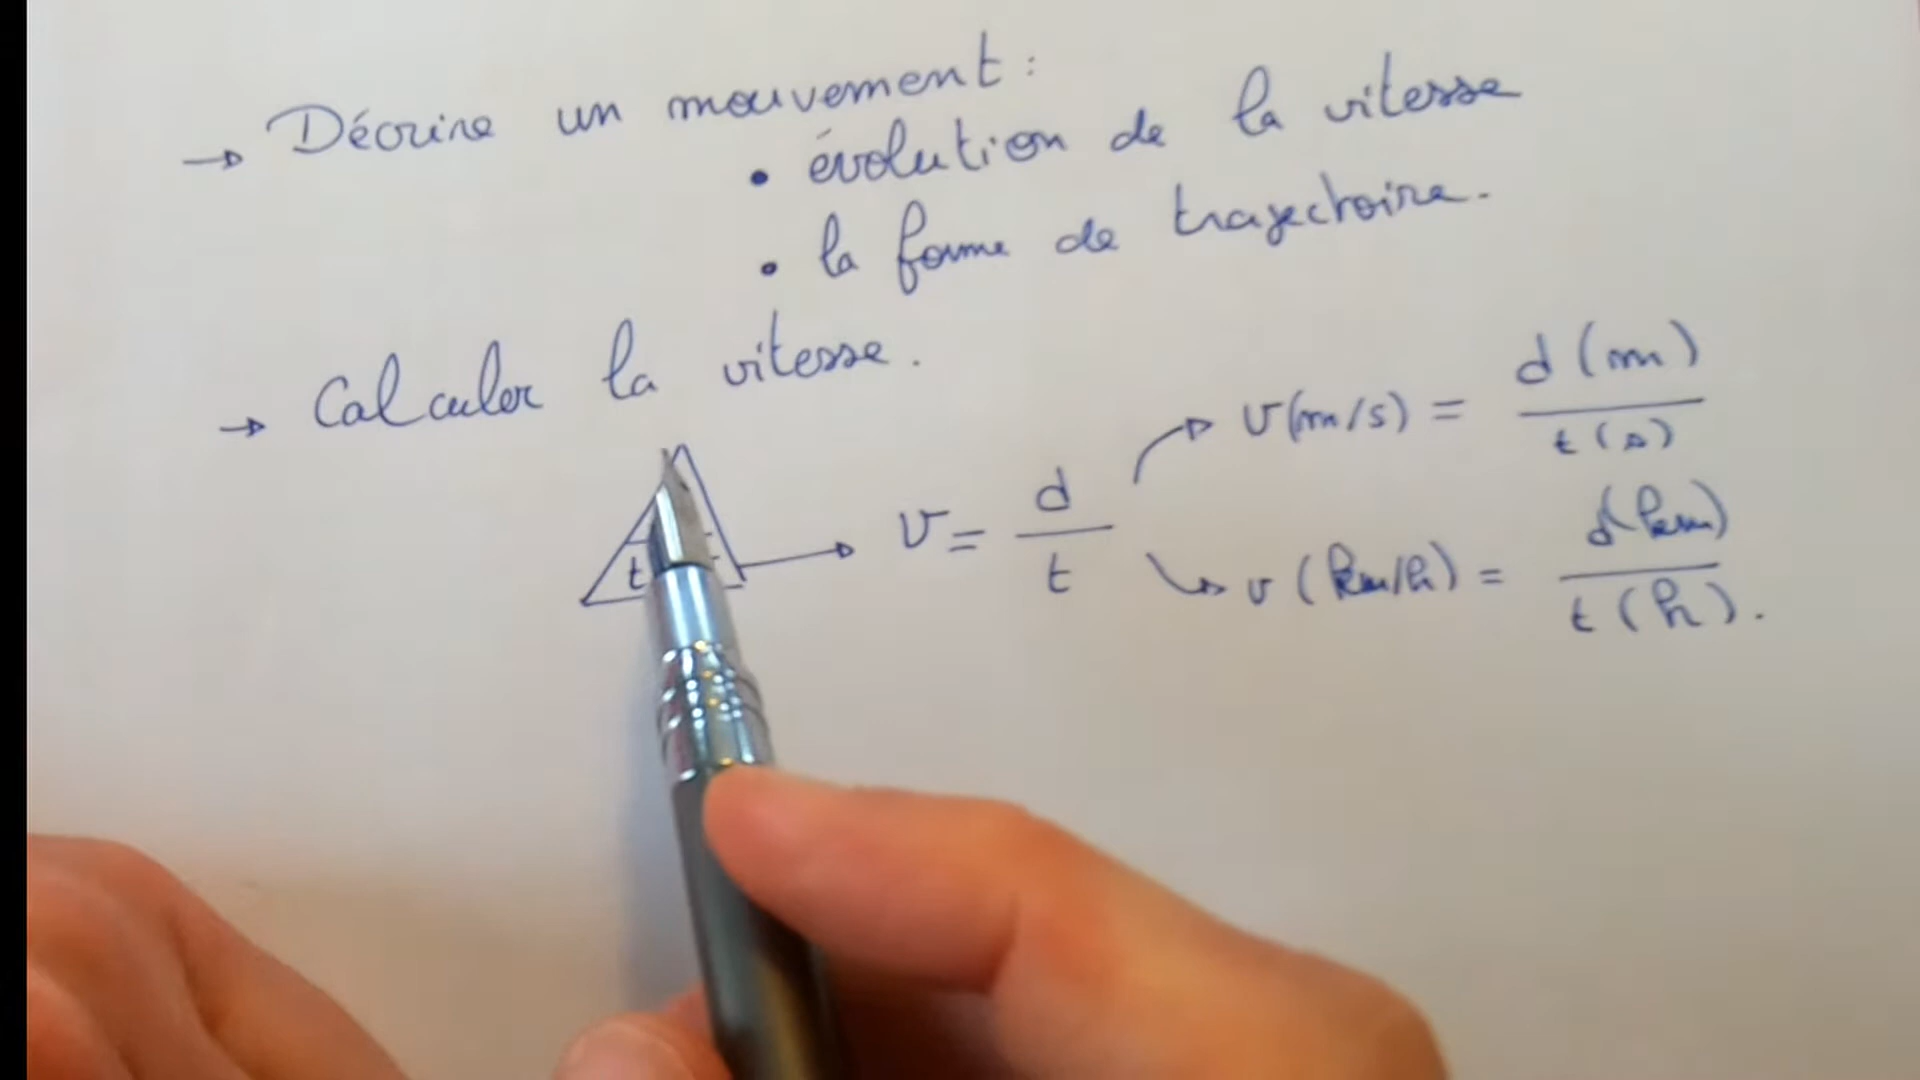 → Décrire un mouvement :
• évolution de la vitesse
• la forme de trajectoire.
→ Calculer la vitesse.
t
v = d / t
v(m/s) = d(m) / t(s)
v(km/h) = d(km) / t(h).